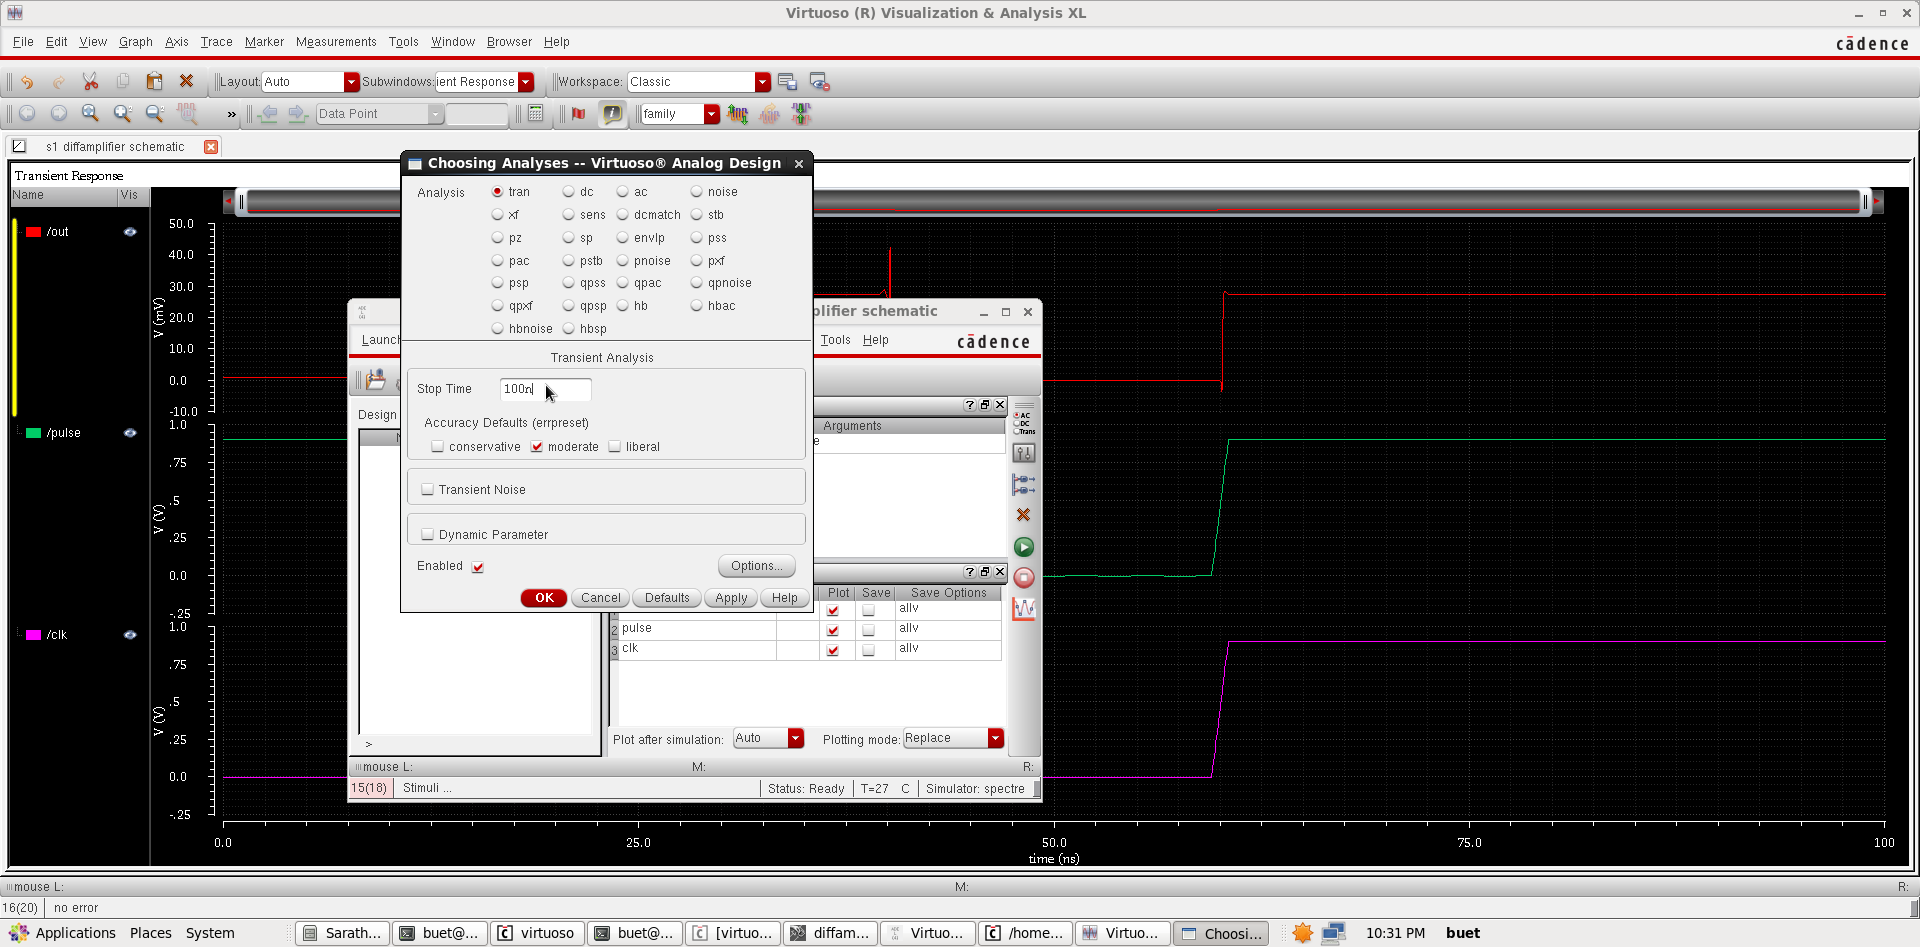 Virtuoso (R) Visualization & Analysis XL
File Edit View Graph Axis Trace Marker Measurements Tools Window Browser Help
cādence
Layout: Auto Subwindows: ient Response Workspace: Classic
» Data Point family
s1 diffamplifier schematic
Transient Response
Name Vis
/out
/pulse
/clk
50.0
40.0
30.0
20.0
10.0
0.0
-10.0
V (mV)
1.0
.75
.5
.25
0.0
-.25
V (V)
1.0
.75
.5
.25
0.0
-.25
V (V)
0.0 25.0 50.0 75.0 100
time (ns)
Choosing Analyses -- Virtuoso® Analog Design
Analysis tran dc ac noise
xf sens dcmatch stb
pz sp envlp pss
pac pstb pnoise pxf
psp qpss qpac qpnoise
qpxf qpsp hb hbac
hbnoise hbsp
Transient Analysis
Stop Time 100n
Accuracy Defaults (errpreset)
conservative moderate liberal
Transient Noise
Dynamic Parameter
Enabled Options...
OK Cancel Defaults Apply Help
plifier schematic
Launch Tools Help
cādence
Design
Arguments
e
AC
DC
Trans
Plot Save Save Options
allv
2 pulse allv
3 clk allv
>
Plot after simulation: Auto Plotting mode: Replace
mouse L: M: R:
15(18) Stimuli ... Status: Ready T=27 C Simulator: spectre
mouse L: M: R:
16(20) no error
Applications Places System Sarath... buet@... virtuoso buet@... [virtuo... diffam... Virtuo... /home... Virtuo... Choosi... 10:31 PM buet